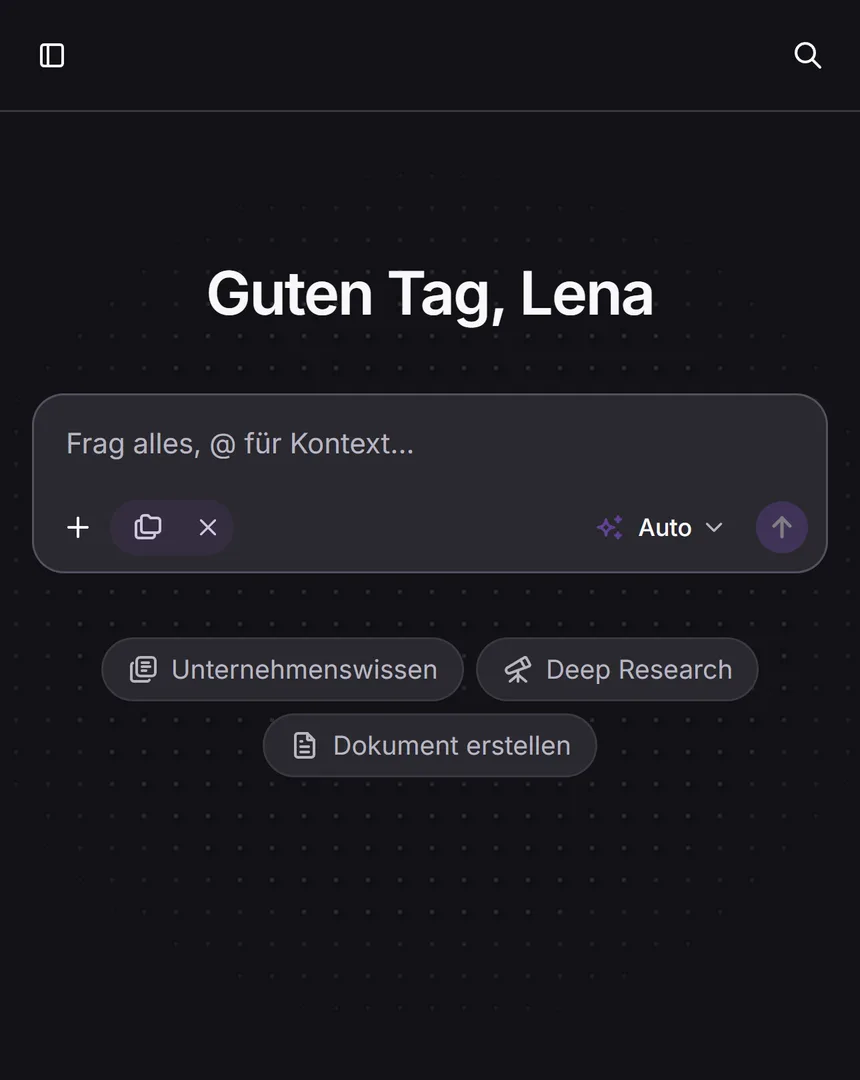 Guten Tag, Lena
Frag alles, @ für Kontext...
Auto
Unternehmenswissen
Deep Research
Dokument erstellen